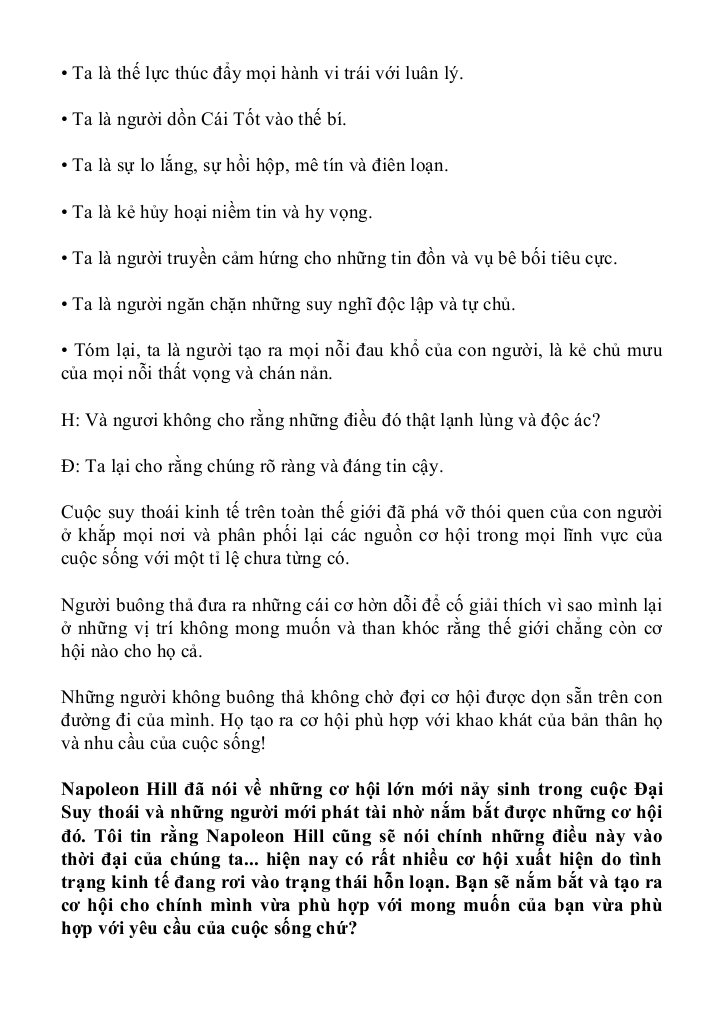 • Ta là thế lực thúc đẩy mọi hành vi trái với luân lý.
• Ta là người dồn Cái Tốt vào thế bí.
• Ta là sự lo lắng, sự hồi hộp, mê tín và điên loạn.
• Ta là kẻ hủy hoại niềm tin và hy vọng.
• Ta là người truyền cảm hứng cho những tin đồn và vụ bê bối tiêu cực.
• Ta là người ngăn chặn những suy nghĩ độc lập và tự chủ.
• Tóm lại, ta là người tạo ra mọi nỗi đau khổ của con người, là kẻ chủ mưu
của mọi nỗi thất vọng và chán nản.
H: Và ngươi không cho rằng những điều đó thật lạnh lùng và độc ác?
Đ: Ta lại cho rằng chúng rõ ràng và đáng tin cậy.
Cuộc suy thoái kinh tế trên toàn thế giới đã phá vỡ thói quen của con người
ở khắp mọi nơi và phân phối lại các nguồn cơ hội trong mọi lĩnh vực của
cuộc sống với một tỉ lệ chưa từng có.
Người buông thả đưa ra những cái cơ hờn dỗi để cố giải thích vì sao mình lại
ở những vị trí không mong muốn và than khóc rằng thế giới chẳng còn cơ
hội nào cho họ cả.
Những người không buông thả không chờ đợi cơ hội được dọn sẵn trên con
đường đi của mình. Họ tạo ra cơ hội phù hợp với khao khát của bản thân họ
và nhu cầu của cuộc sống!
Napoleon Hill đã nói về những cơ hội lớn mới nảy sinh trong cuộc Đại
Suy thoái và những người mới phát tài nhờ nắm bắt được những cơ hội
đó. Tôi tin rằng Napoleon Hill cũng sẽ nói chính những điều này vào
thời đại của chúng ta... hiện nay có rất nhiều cơ hội xuất hiện do tình
trạng kinh tế đang rơi vào trạng thái hỗn loạn. Bạn sẽ nắm bắt và tạo ra
cơ hội cho chính mình vừa phù hợp với mong muốn của bạn vừa phù
hợp với yêu cầu của cuộc sống chứ?